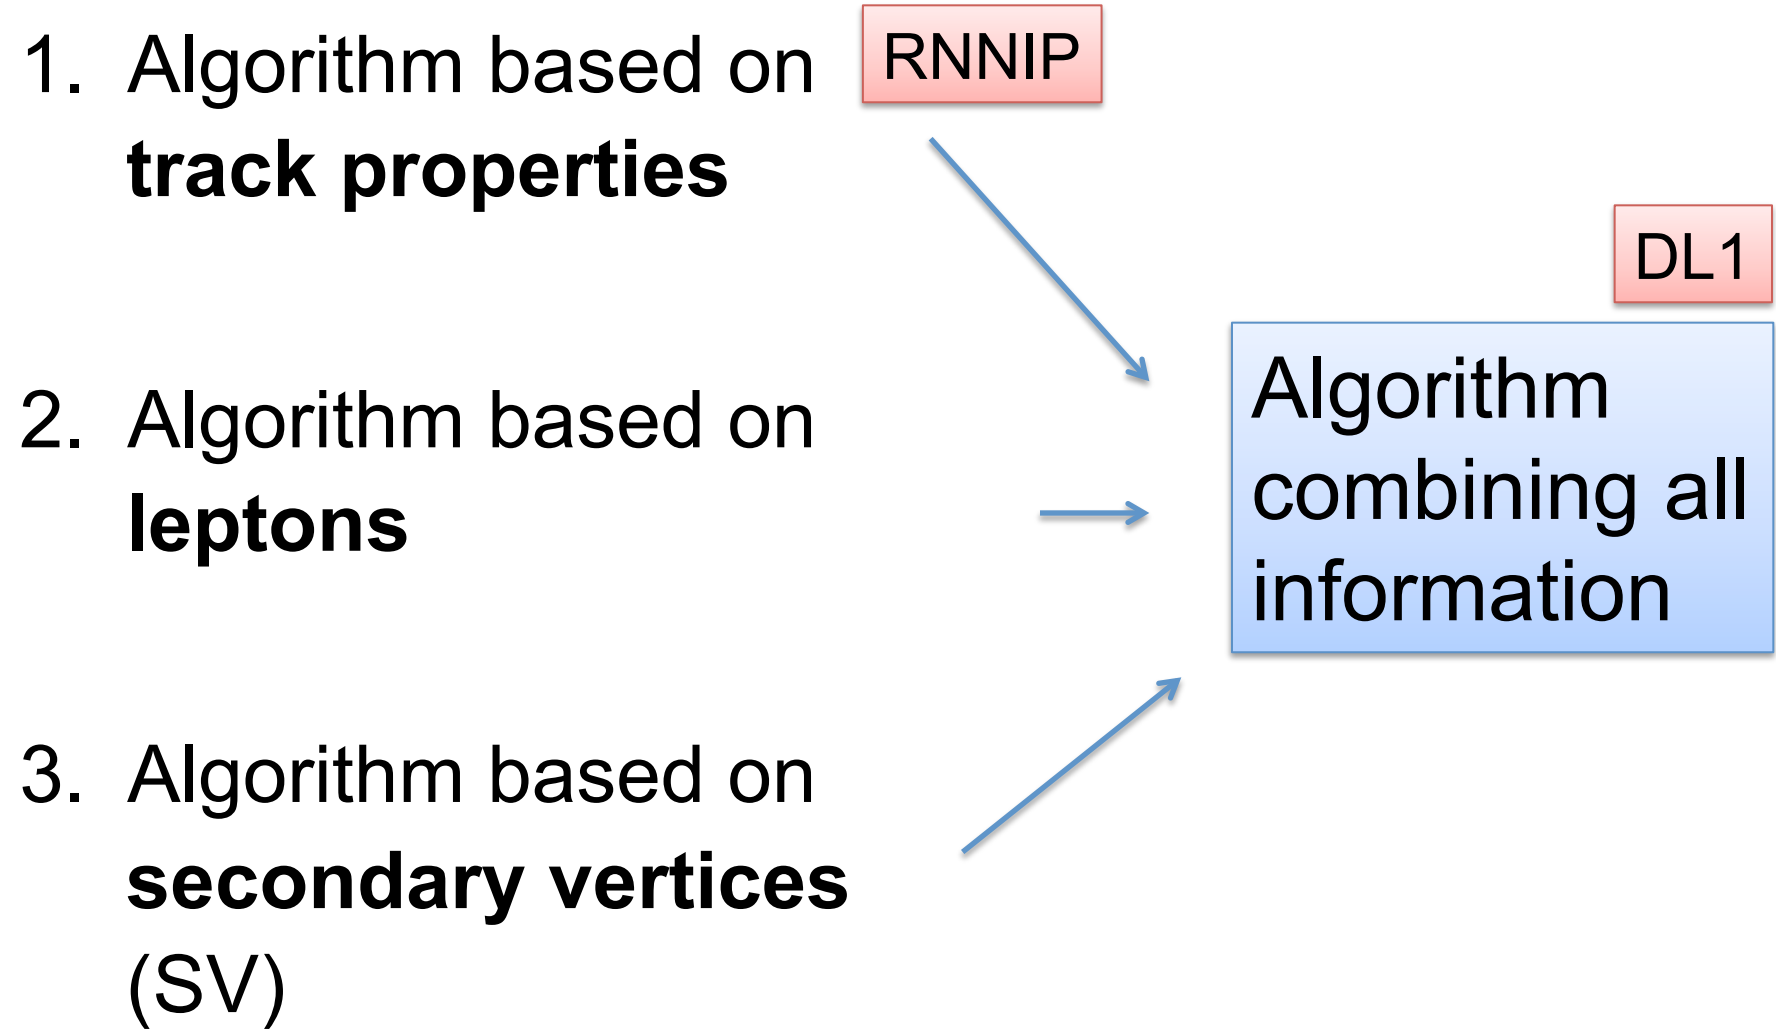 1. Algorithm based on
track properties
RNNIP
2. Algorithm based on
leptons
3. Algorithm based on
secondary vertices
(SV)
DL1
Algorithm
combining all
information